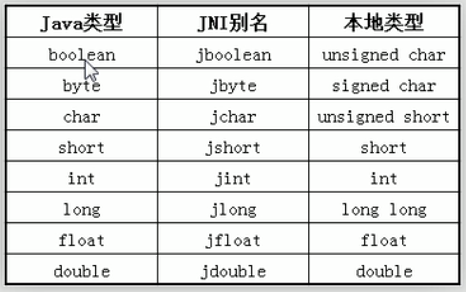 Java类型 JNI别名 本地类型
boolean jboolean unsigned char
byte jbyte signed char
char jchar unsigned short
short jshort short
int jint int
long jlong long long
float jfloat float
double jdouble double